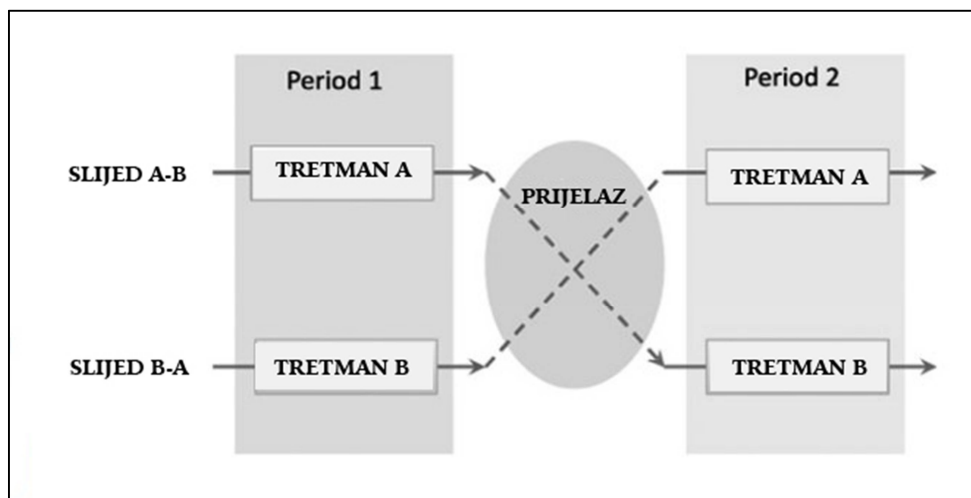 Period 1
Period 2
SLIJED A-B
TRETMAN A
PRIJELAZ
TRETMAN A
SLIJED B-A
TRETMAN B
TRETMAN B